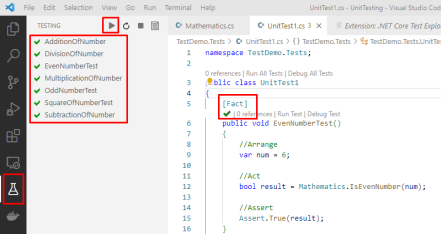 File Edit Selection View Go Run Terminal Help
UnitTest1.cs - UnitTesting - Visual Studio Code
TESTING
AdditionOfNumber
DivisionOfNumber
EvenNumberTest
MultiplicationOfNumber
OddNumberTest
SquareOfNumberTest
SubtractionOfNumber
Mathematics.cs
UnitTest1.cs 3
Extension: .NET Core Test Explo
TestDemo.Tests > UnitTest1.cs > {} TestDemo.Tests > TestDemo.Tests.Unit
1 namespace TestDemo.Tests;
2
0 references | Run All Tests | Debug All Tests
3 public class UnitTest1
4 {
5 [Fact]
| 0 references | Run Test | Debug Test
6 public void EvenNumberTest()
7 {
8 //Arrange
9 var num = 6;
10
11 //Act
12 bool result = Mathematics.IsEvenNumber(num);
13
14 //Assert
15 Assert.True(result);
16 }